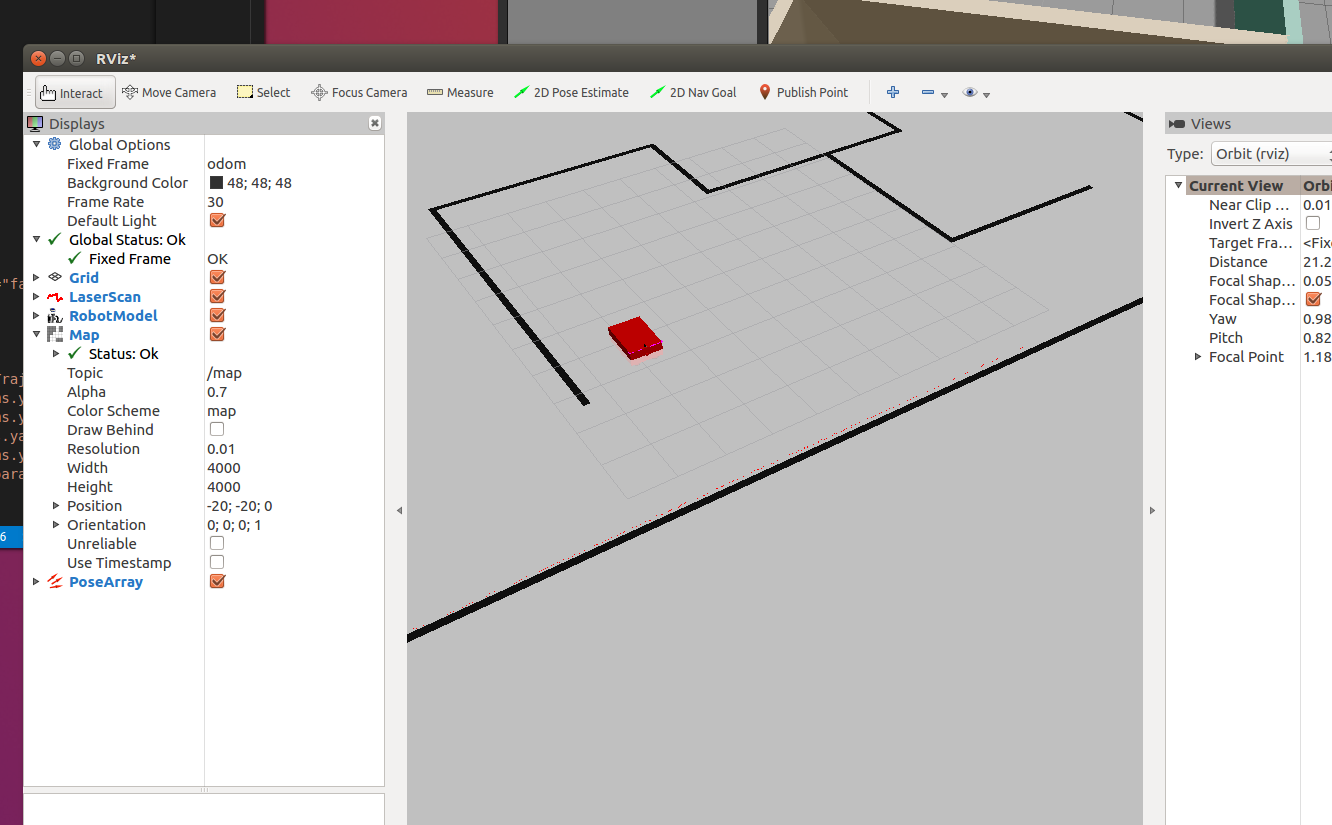 RViz*
Interact Move Camera Select Focus Camera Measure 2D Pose Estimate 2D Nav Goal Publish Point
Displays
Global Options
Fixed Frame odom
Background Color 48; 48; 48
Frame Rate 30
Default Light
Global Status: Ok
Fixed Frame OK
Grid
LaserScan
RobotModel
Map
Status: Ok
Topic /map
Alpha 0.7
Color Scheme map
Draw Behind
Resolution 0.01
Width 4000
Height 4000
Position -20; -20; 0
Orientation 0; 0; 0; 1
Unreliable
Use Timestamp
PoseArray
Views
Type: Orbit (rviz)
Current View Orbi
Near Clip ... 0.01
Invert Z Axis
Target Fra... <Fixe
Distance 21.2
Focal Shap... 0.05
Focal Shap...
Yaw 0.98
Pitch 0.82
Focal Point 1.18
="fa
Traj
ms.y
ms.y
.ya
ms.y
para
6